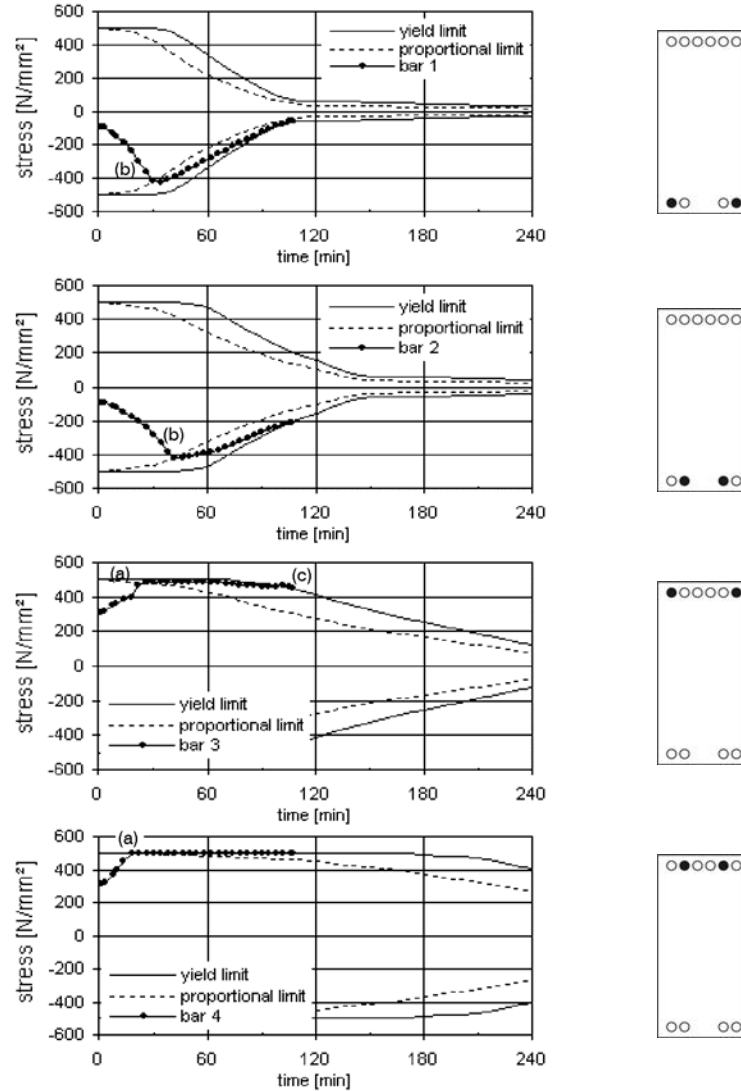 600
400
200
0
-200
-400
-600
stress [N/mm²]
yield limit
proportional limit
bar 1
(b)
0 60 120 180 240
time [min]
600
400
200
0
-200
-400
-600
stress [N/mm²]
yield limit
proportional limit
bar 2
(b)
0 60 120 180 240
time [min]
600
400
200
0
-200
-400
-600
stress [N/mm²]
(a) (c)
yield limit
proportional limit
bar 3
0 60 120 180 240
time [min]
600
400
200
0
-200
-400
-600
stress [N/mm²]
(a)
yield limit
proportional limit
bar 4
0 60 120 180 240
time [min]